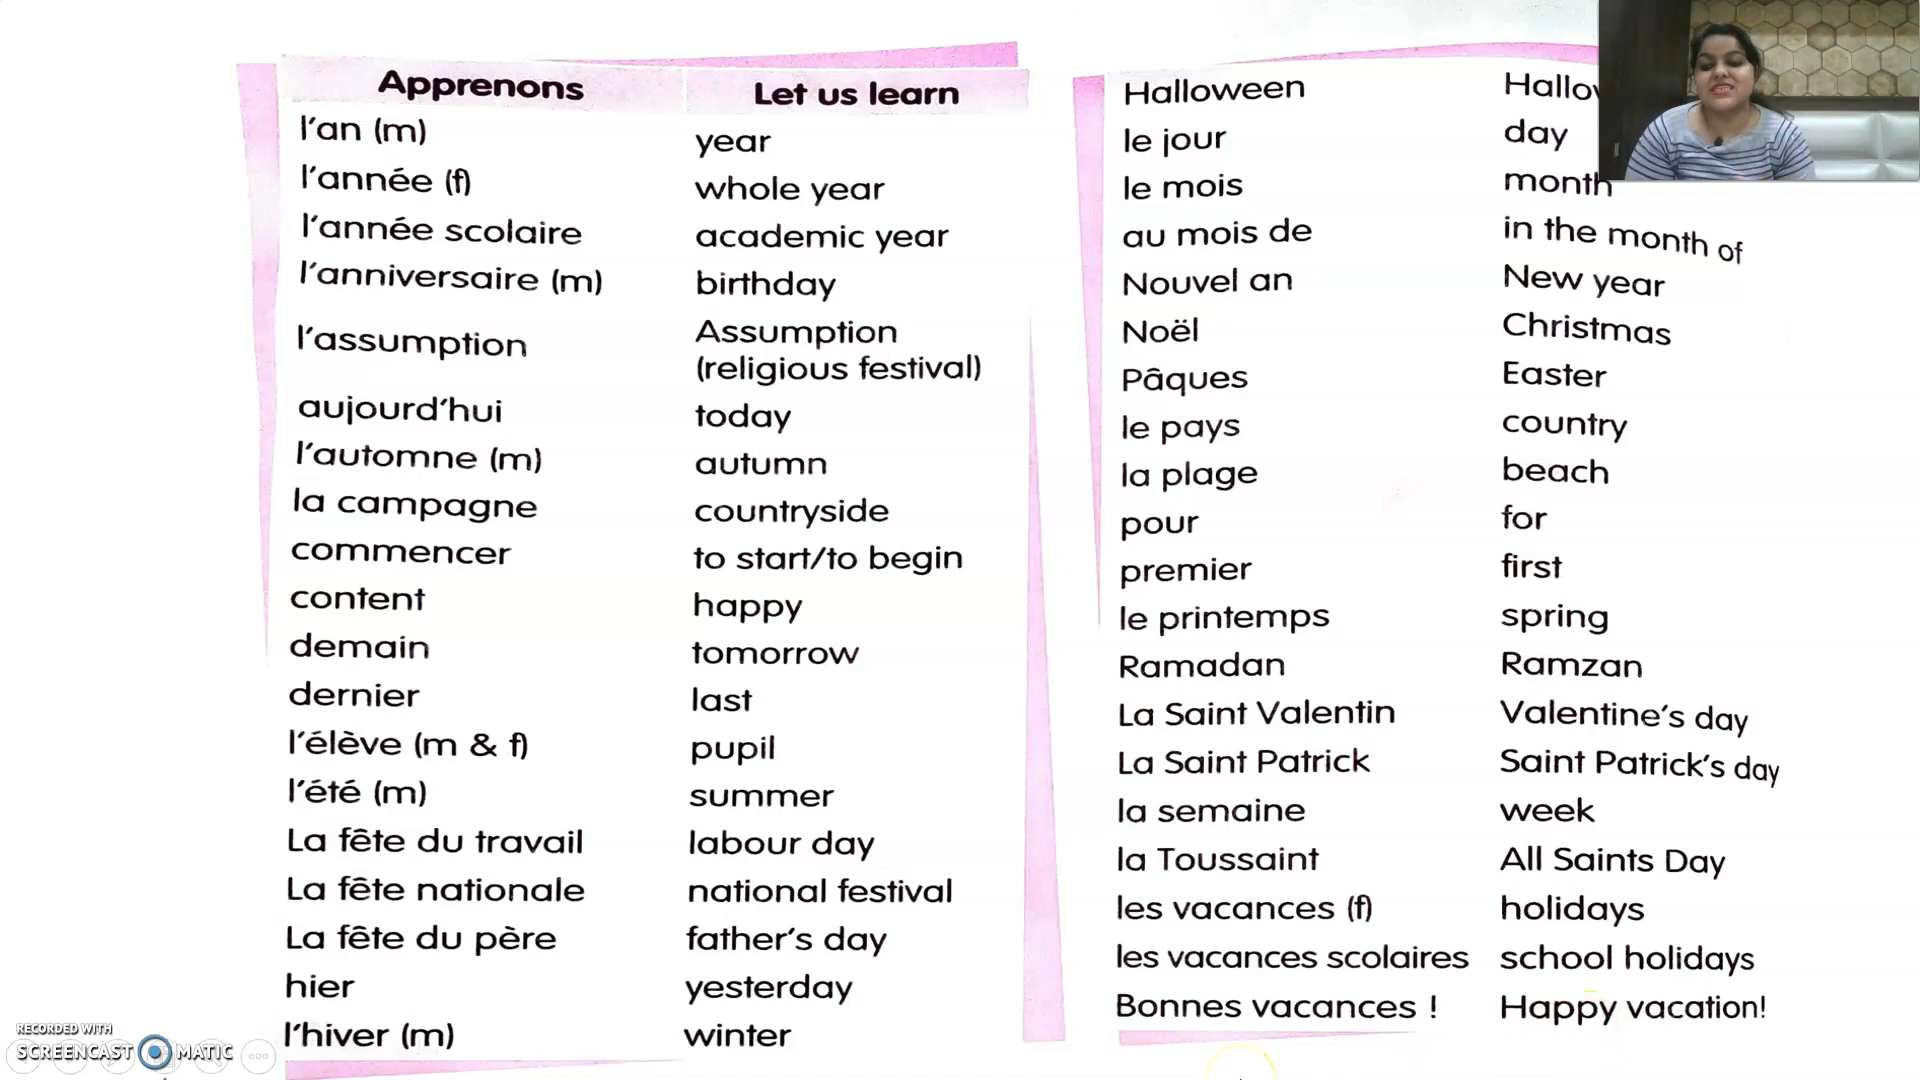 Apprenons Let us learn
l'an (m) year
l'année (f) whole year
l'année scolaire academic year
l'anniversaire (m) birthday
l'assumption Assumption
(religious festival)
aujourd'hui today
l'automne (m) autumn
la campagne countryside
commencer to start/to begin
content happy
demain tomorrow
dernier last
l'élève (m & f) pupil
l'été (m) summer
La fête du travail labour day
La fête nationale national festival
La fête du père father's day
hier yesterday
l'hiver (m) winter
Halloween
le jour day
le mois month
au mois de in the month of
Nouvel an New year
Noël Christmas
Pâques Easter
le pays country
la plage beach
pour for
premier first
le printemps spring
Ramadan Ramzan
La Saint Valentin Valentine's day
La Saint Patrick Saint Patrick's day
la semaine week
la Toussaint All Saints Day
les vacances (f) holidays
les vacances scolaires school holidays
Bonnes vacances ! Happy vacation!
RECORDED WITH
SCREENCAST MATIC